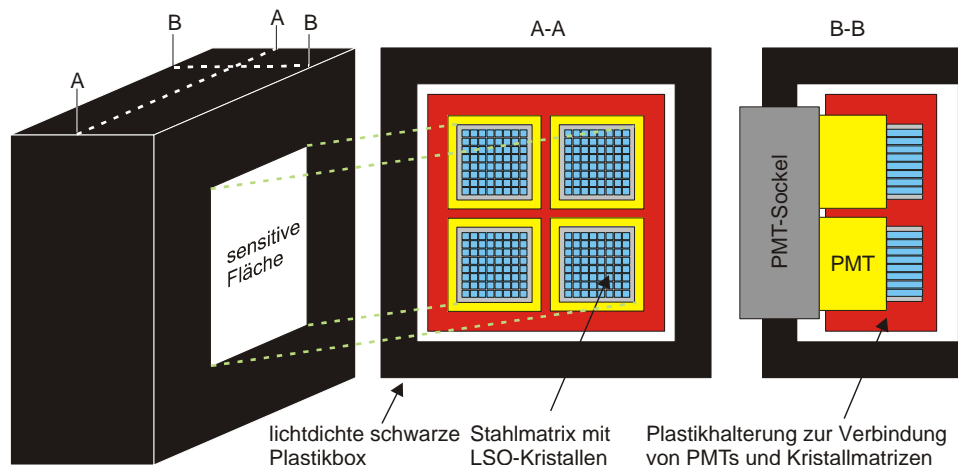 A
B
A
B
A-A
B-B
sensitive
Fläche
PMT-Sockel
PMT
lichtdichte schwarze
Plastikbox
Stahlmatrix mit
LSO-Kristallen
Plastikhalterung zur Verbindung
von PMTs und Kristallmatrizen